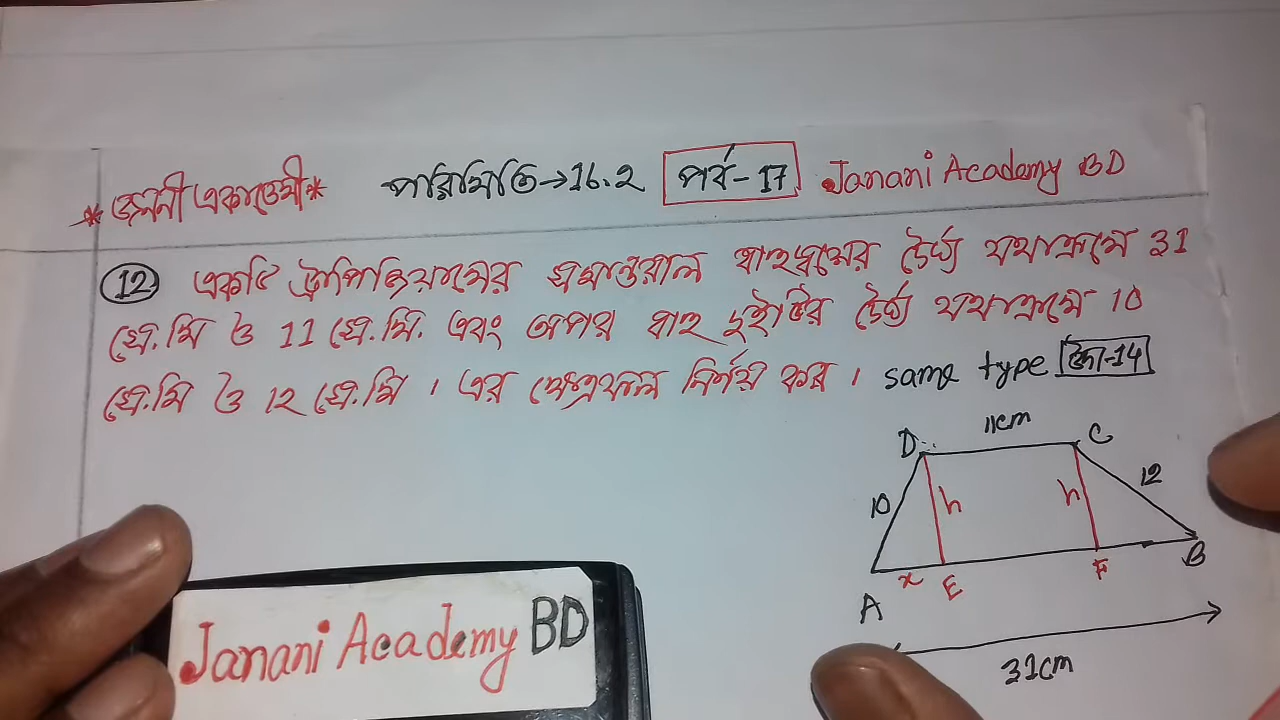 * জননী একাডেমী * পরিমিতি→16.2 পর্ব-17 Janani Academy BD
12 একটি ট্রাপিজিয়ামের সমান্তরাল বাহুদ্বয়ের দৈর্ঘ্য যথাক্রমে 31
সে.মি ও 11 সে.মি. এবং অপর বাহু দুইটির দৈর্ঘ্য যথাক্রমে 10
সে.মি ও 12 সে.মি । এর ক্ষেত্রফল নির্ণয় কর । same type
D 11cm C
10 h h 12
A x E F B
31cm
Janani Academy BD